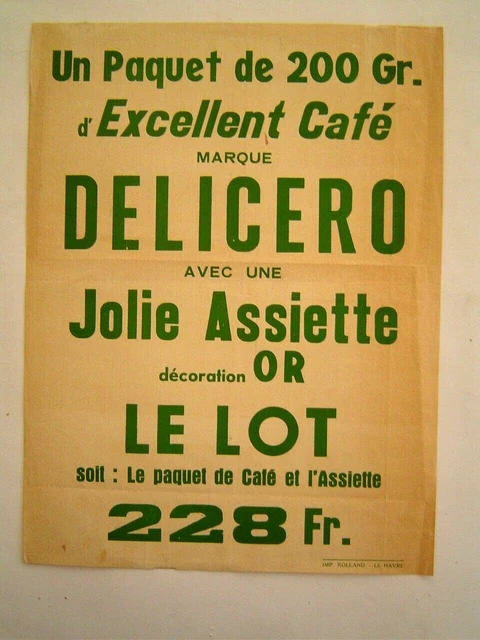 Un Paquet de 200 Gr.
d'Excellent Café
MARQUE
DELICERO
AVEC UNE
Jolie Assiette
décoration OR
LE LOT
soit : Le paquet de Café et l'Assiette
228 Fr.
IMP. ROLLAND - LE HAVRE